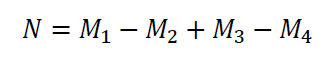 N = M₁ − M₂ + M₃ − M₄